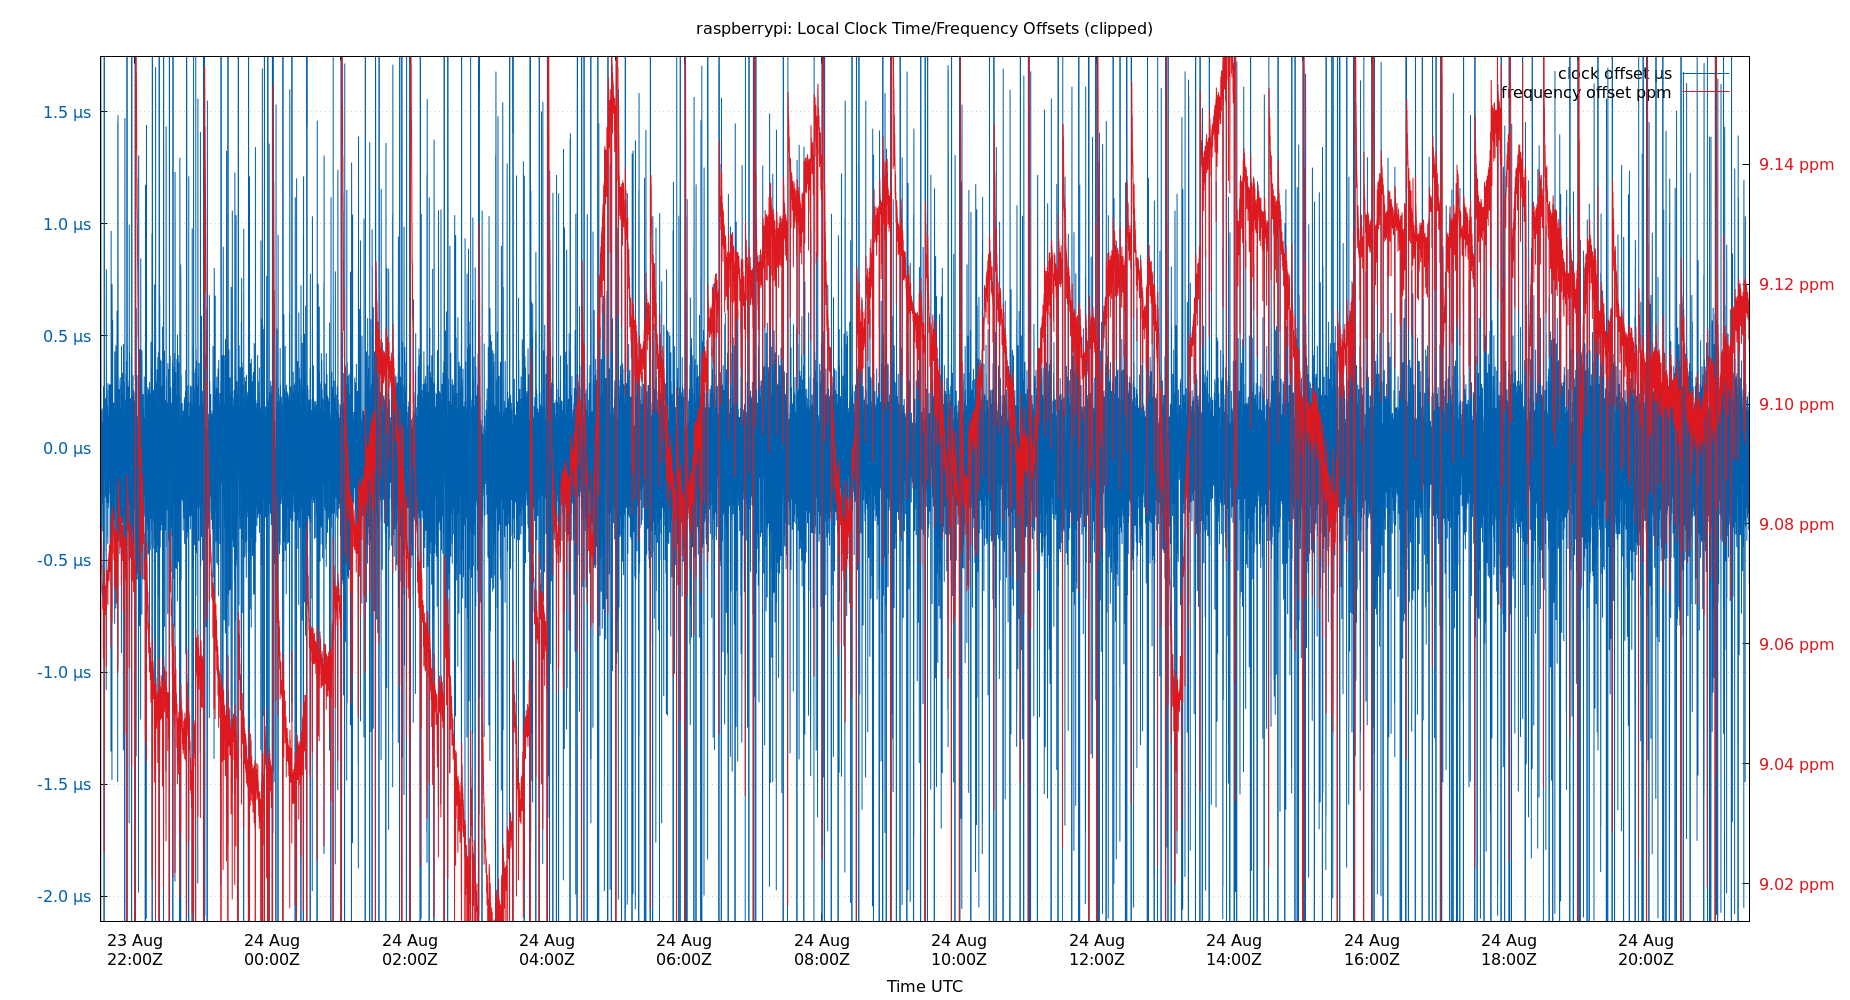 raspberrypi: Local Clock Time/Frequency Offsets (clipped)
clock offset µs
frequency offset ppm
1.5 µs
1.0 µs
0.5 µs
0.0 µs
-0.5 µs
-1.0 µs
-1.5 µs
-2.0 µs
9.14 ppm
9.12 ppm
9.10 ppm
9.08 ppm
9.06 ppm
9.04 ppm
9.02 ppm
23 Aug 24 Aug 24 Aug 24 Aug 24 Aug 24 Aug 24 Aug 24 Aug 24 Aug 24 Aug 24 Aug 24 Aug
22:00Z 00:00Z 02:00Z 04:00Z 06:00Z 08:00Z 10:00Z 12:00Z 14:00Z 16:00Z 18:00Z 20:00Z
Time UTC